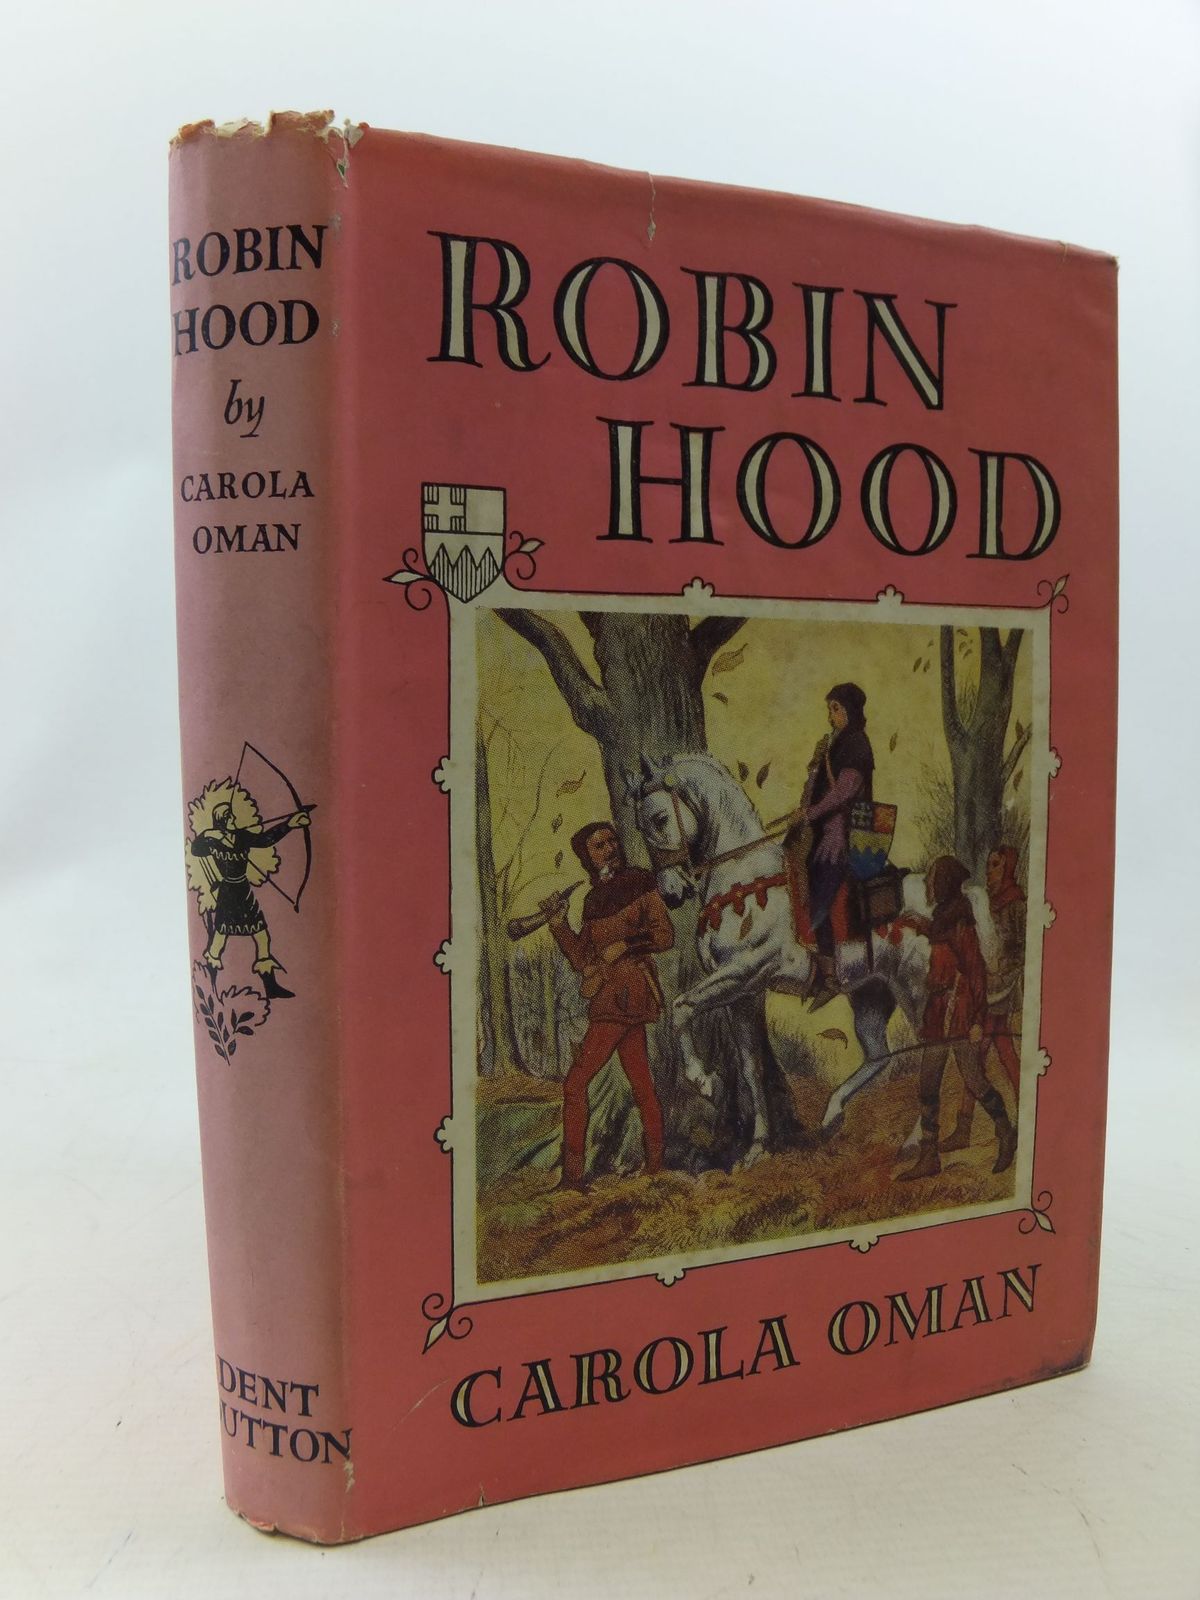 ROBIN
HOOD
by
CAROLA
OMAN
DENT
DUTTON
ROBIN
HOOD
CAROLA OMAN